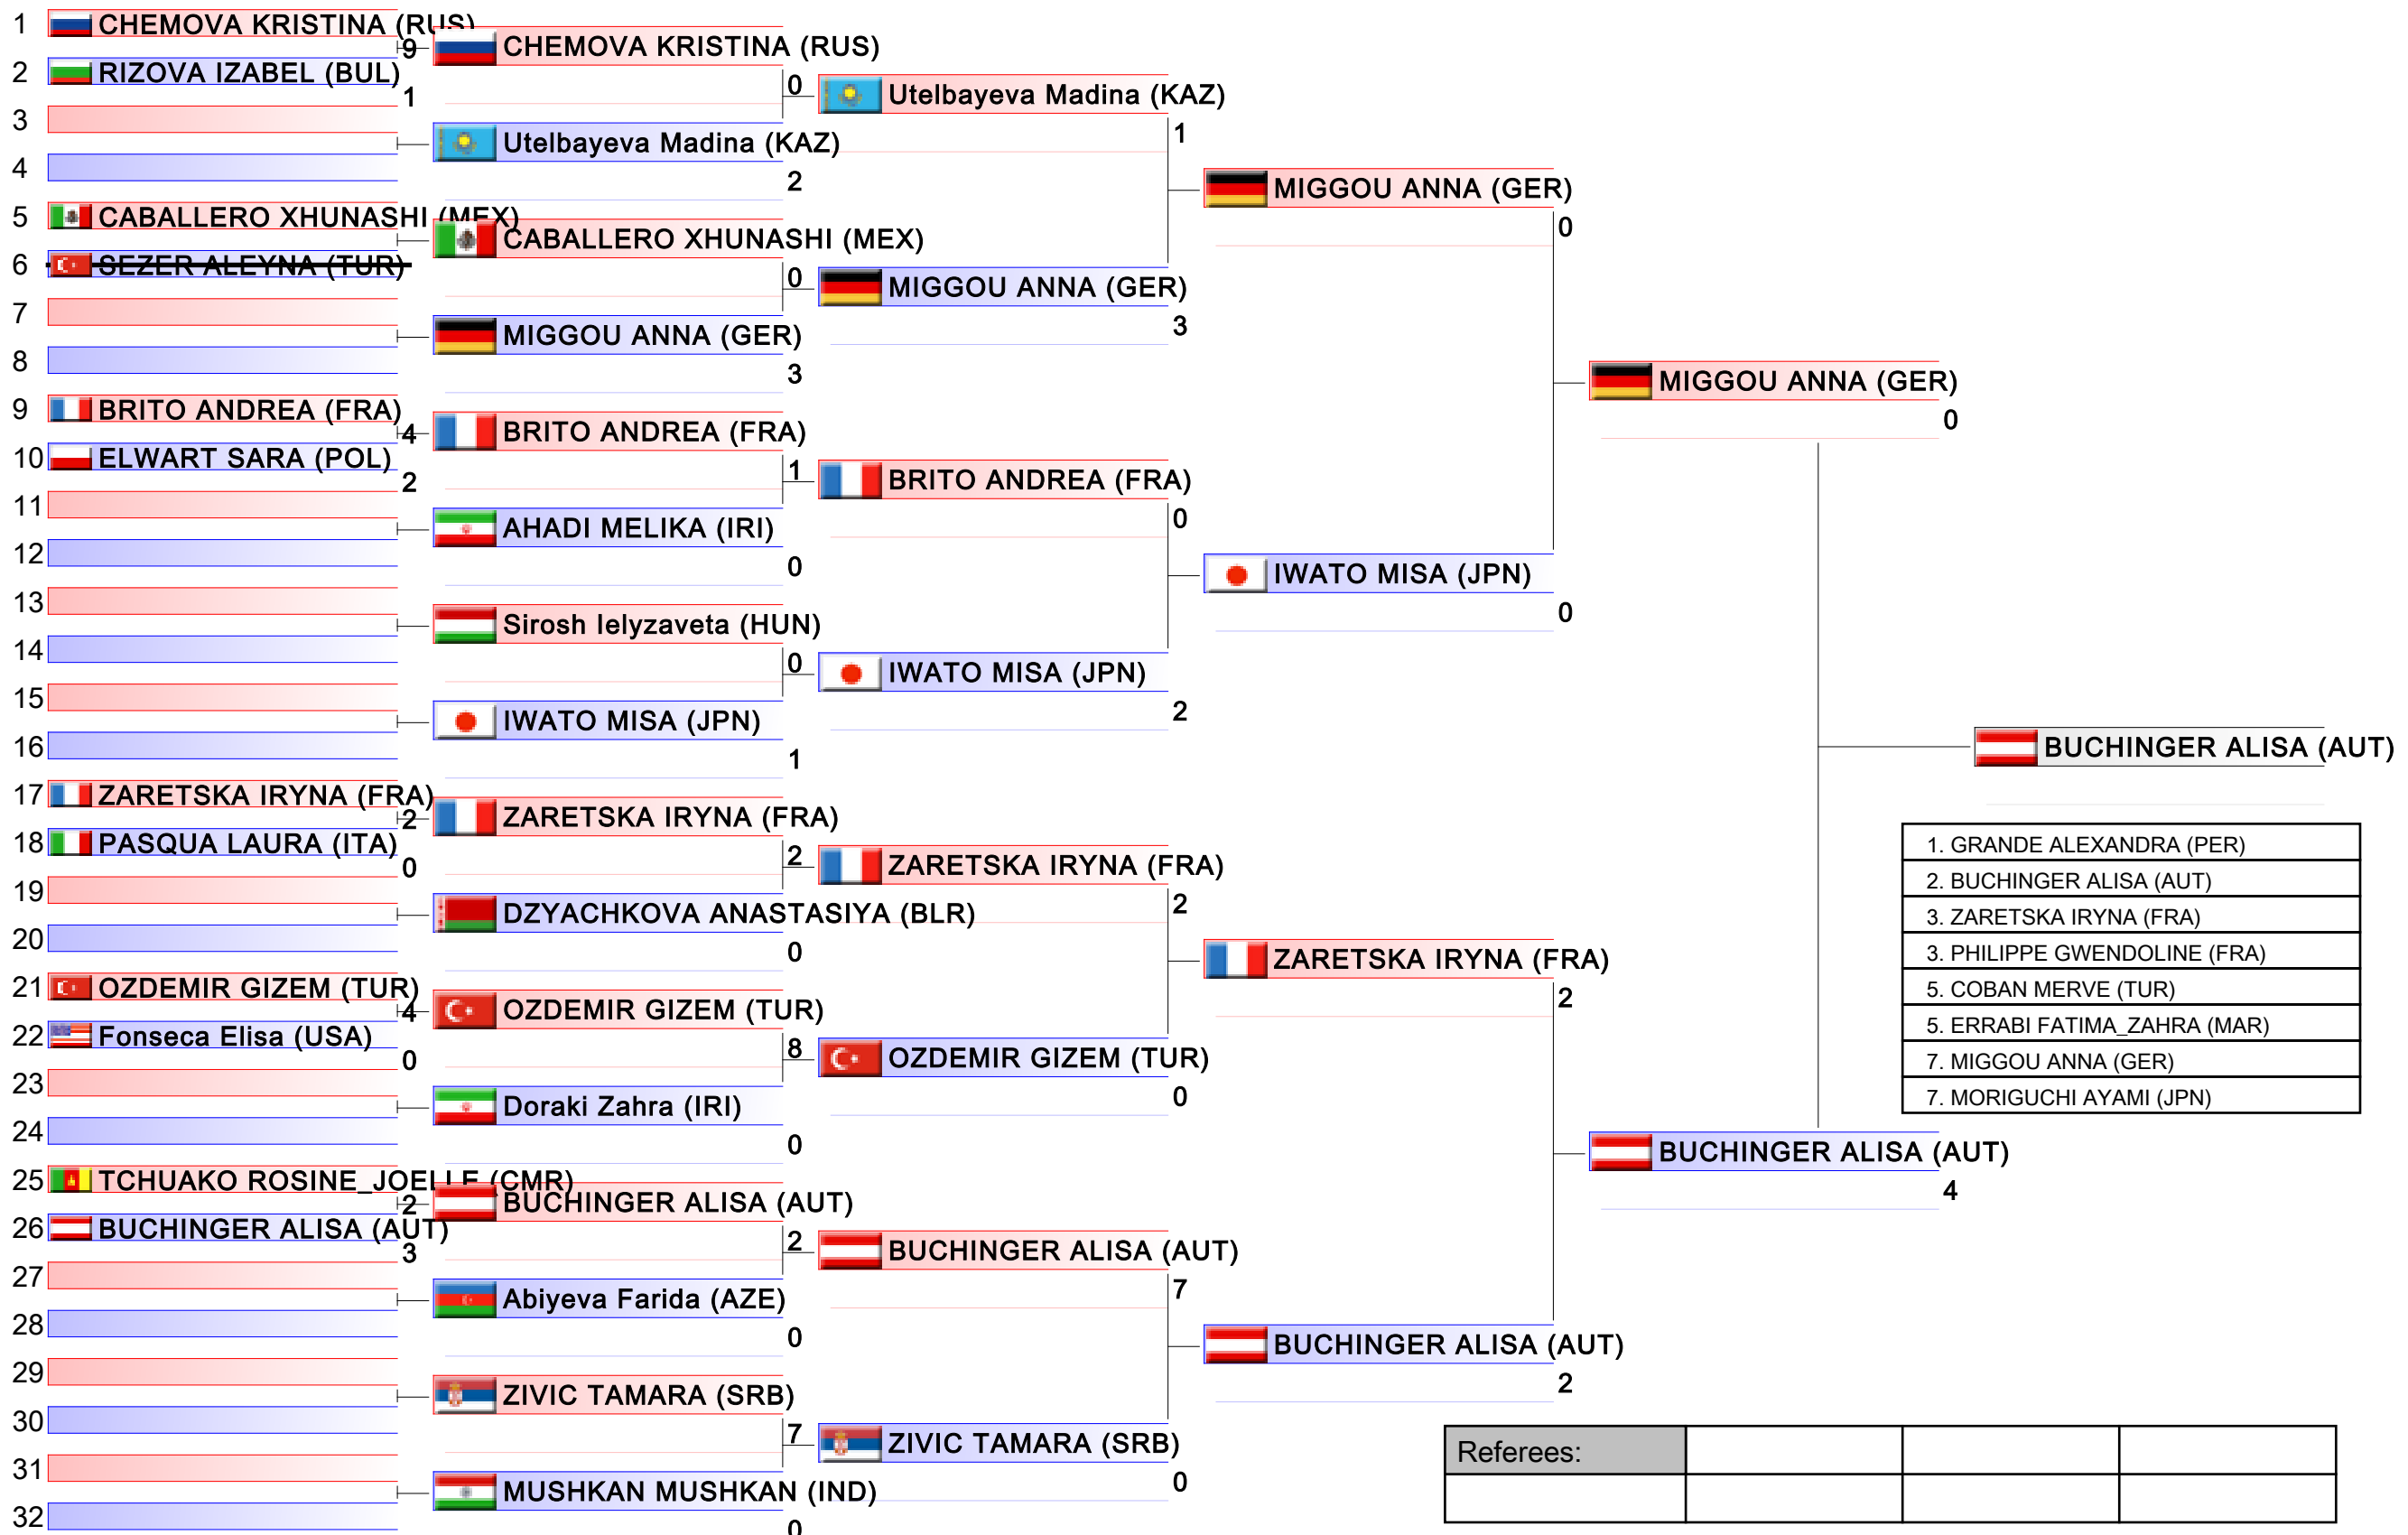 1 CHEMOVA KRISTINA (RUS)
9
2 RIZOVA IZABEL (BUL)
1
3
4
5 CABALLERO XHUNASHI (MEX)
6 SEZER ALEYNA (TUR)
7
8
9 BRITO ANDREA (FRA)
4
10 ELWART SARA (POL)
2
11
12
13
14
15
16
17 ZARETSKA IRYNA (FRA)
2
18 PASQUA LAURA (ITA)
0
19
20
21 OZDEMIR GIZEM (TUR)
4
22 Fonseca Elisa (USA)
0
23
24
25 TCHUAKO ROSINE_JOELLE (CMR)
2
26 BUCHINGER ALISA (AUT)
3
27
28
29
30
31
32
CHEMOVA KRISTINA (RUS)
0
Utelbayeva Madina (KAZ)
2
CABALLERO XHUNASHI (MEX)
0
MIGGOU ANNA (GER)
3
BRITO ANDREA (FRA)
1
AHADI MELIKA (IRI)
0
Sirosh Ielyzaveta (HUN)
0
IWATO MISA (JPN)
1
ZARETSKA IRYNA (FRA)
2
DZYACHKOVA ANASTASIYA (BLR)
0
OZDEMIR GIZEM (TUR)
8
Doraki Zahra (IRI)
0
BUCHINGER ALISA (AUT)
2
Abiyeva Farida (AZE)
0
ZIVIC TAMARA (SRB)
7
MUSHKAN MUSHKAN (IND)
0
Utelbayeva Madina (KAZ)
1
MIGGOU ANNA (GER)
3
BRITO ANDREA (FRA)
0
IWATO MISA (JPN)
2
ZARETSKA IRYNA (FRA)
2
OZDEMIR GIZEM (TUR)
0
BUCHINGER ALISA (AUT)
7
ZIVIC TAMARA (SRB)
0
MIGGOU ANNA (GER)
0
IWATO MISA (JPN)
0
ZARETSKA IRYNA (FRA)
2
BUCHINGER ALISA (AUT)
2
MIGGOU ANNA (GER)
0
BUCHINGER ALISA (AUT)
4
BUCHINGER ALISA (AUT)
1. GRANDE ALEXANDRA (PER)
2. BUCHINGER ALISA (AUT)
3. ZARETSKA IRYNA (FRA)
3. PHILIPPE GWENDOLINE (FRA)
5. COBAN MERVE (TUR)
5. ERRABI FATIMA_ZAHRA (MAR)
7. MIGGOU ANNA (GER)
7. MORIGUCHI AYAMI (JPN)
Referees: